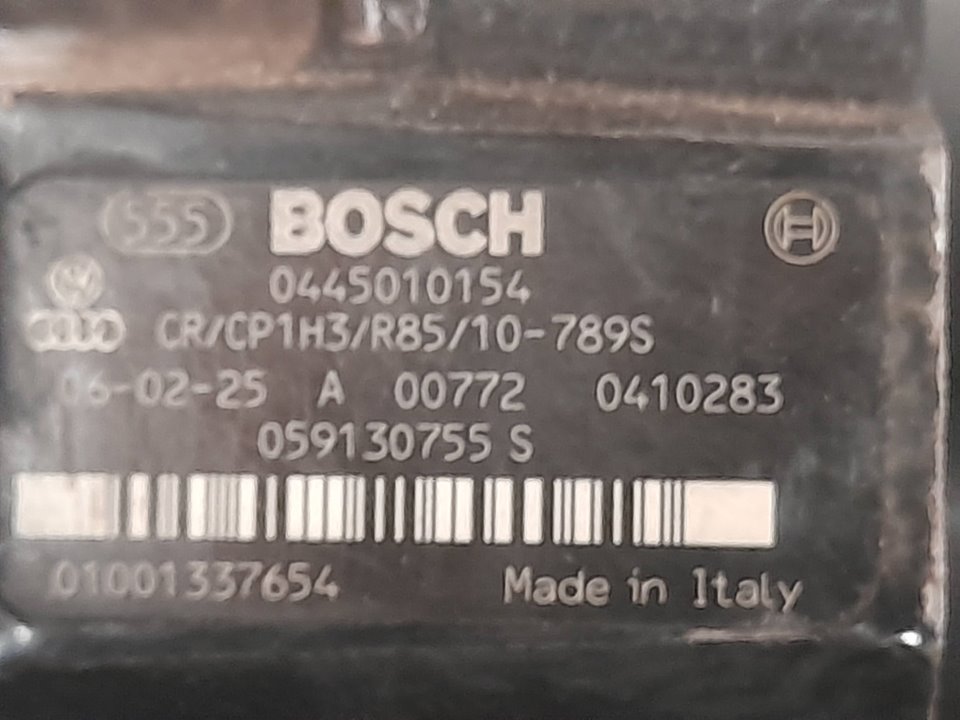 555 BOSCH
0445010154
CR/CP1H3/R85/10-789S
06-02-25 A 00772 0410283
059130755 S
01001337654 Made in Italy